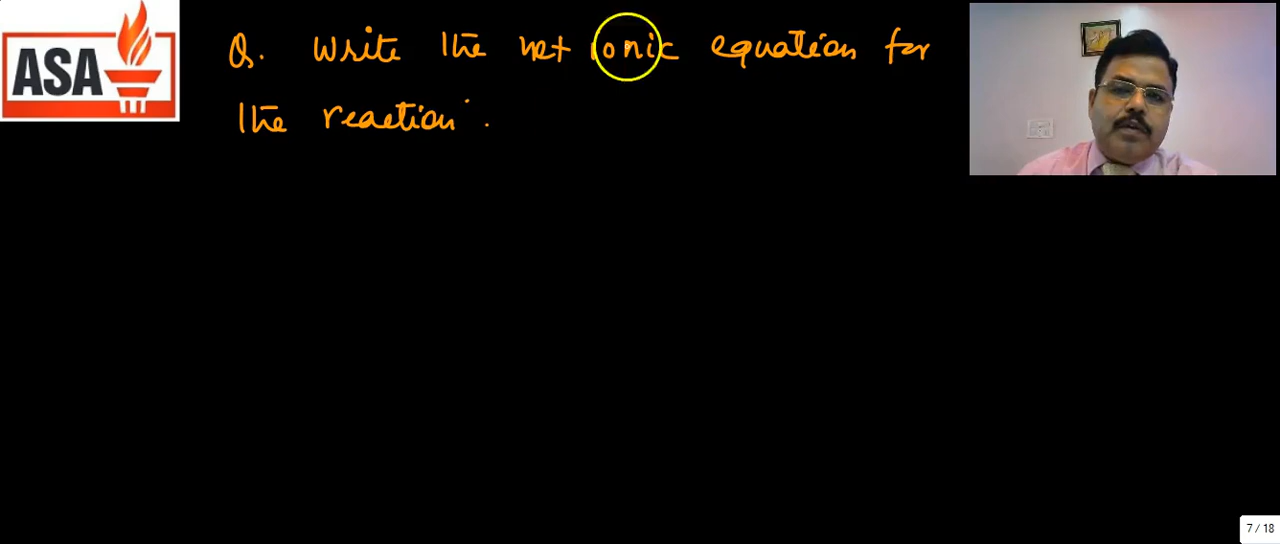 ASA
Q. Write the net ionic equation for
the reaction.
7 / 18